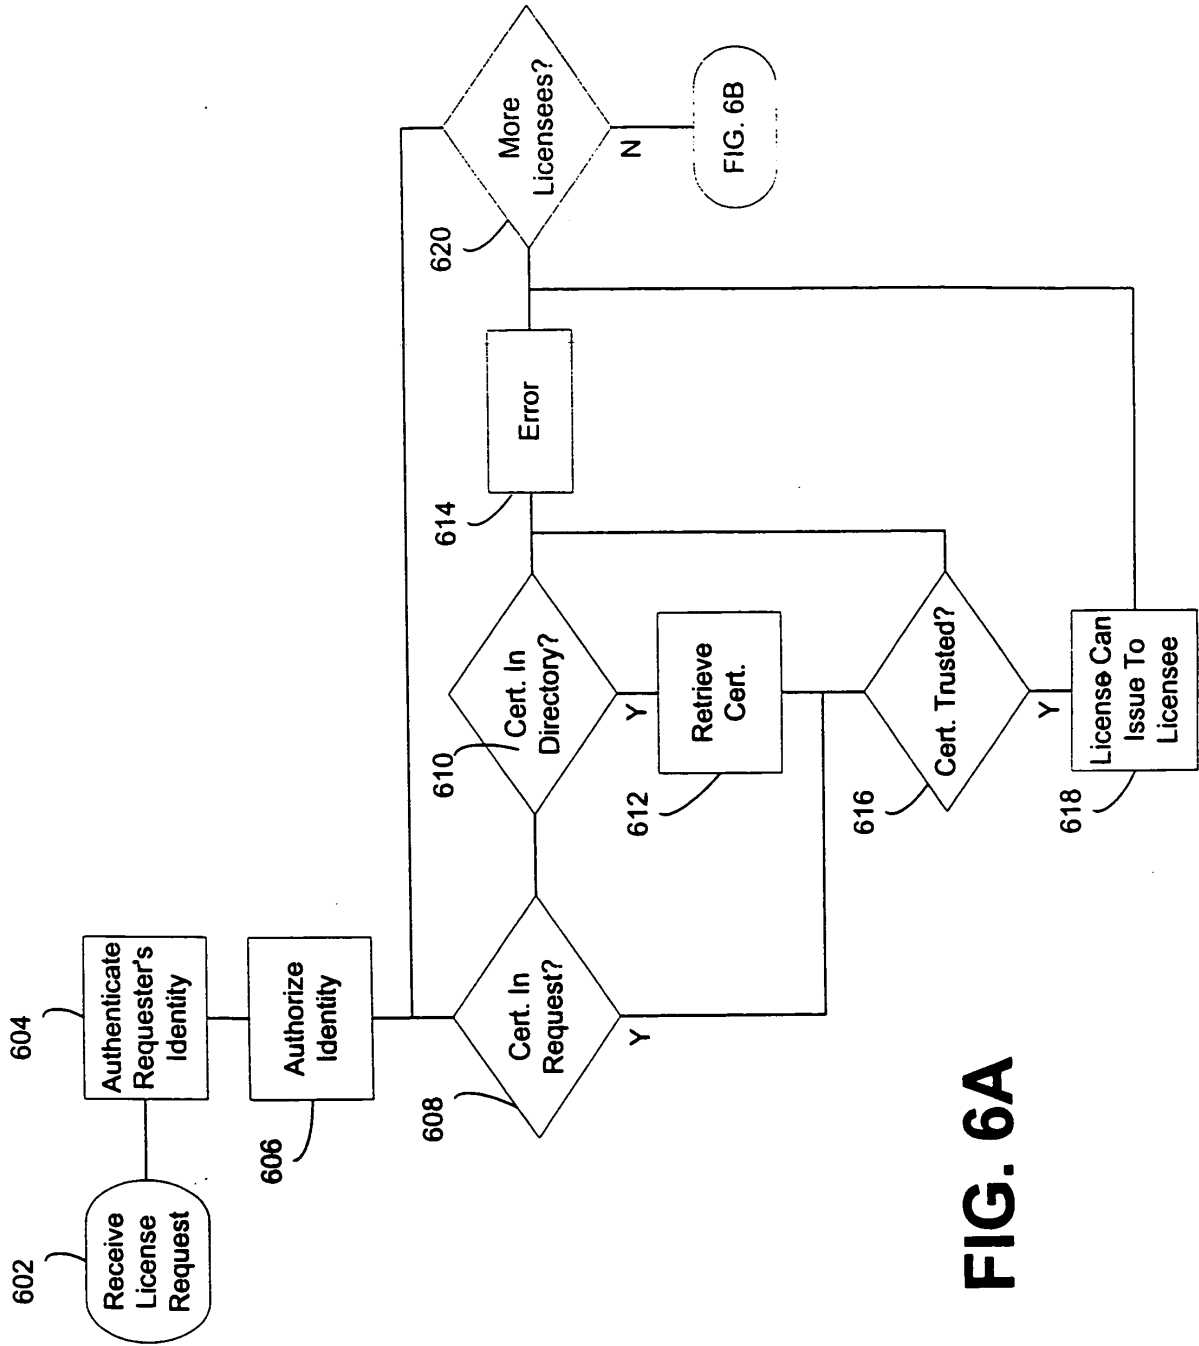 602
Receive
License
Request
604
Authenticate
Requester's
Identity
606
Authorize
Identity
608
Cert. In
Request?
Y
610
Cert. In
Directory?
Y
612
Retrieve
Cert.
614
Error
616
Cert. Trusted?
Y
618
License Can
Issue To
Licensee
620
More
Licensees?
N
FIG. 6B
FIG. 6A